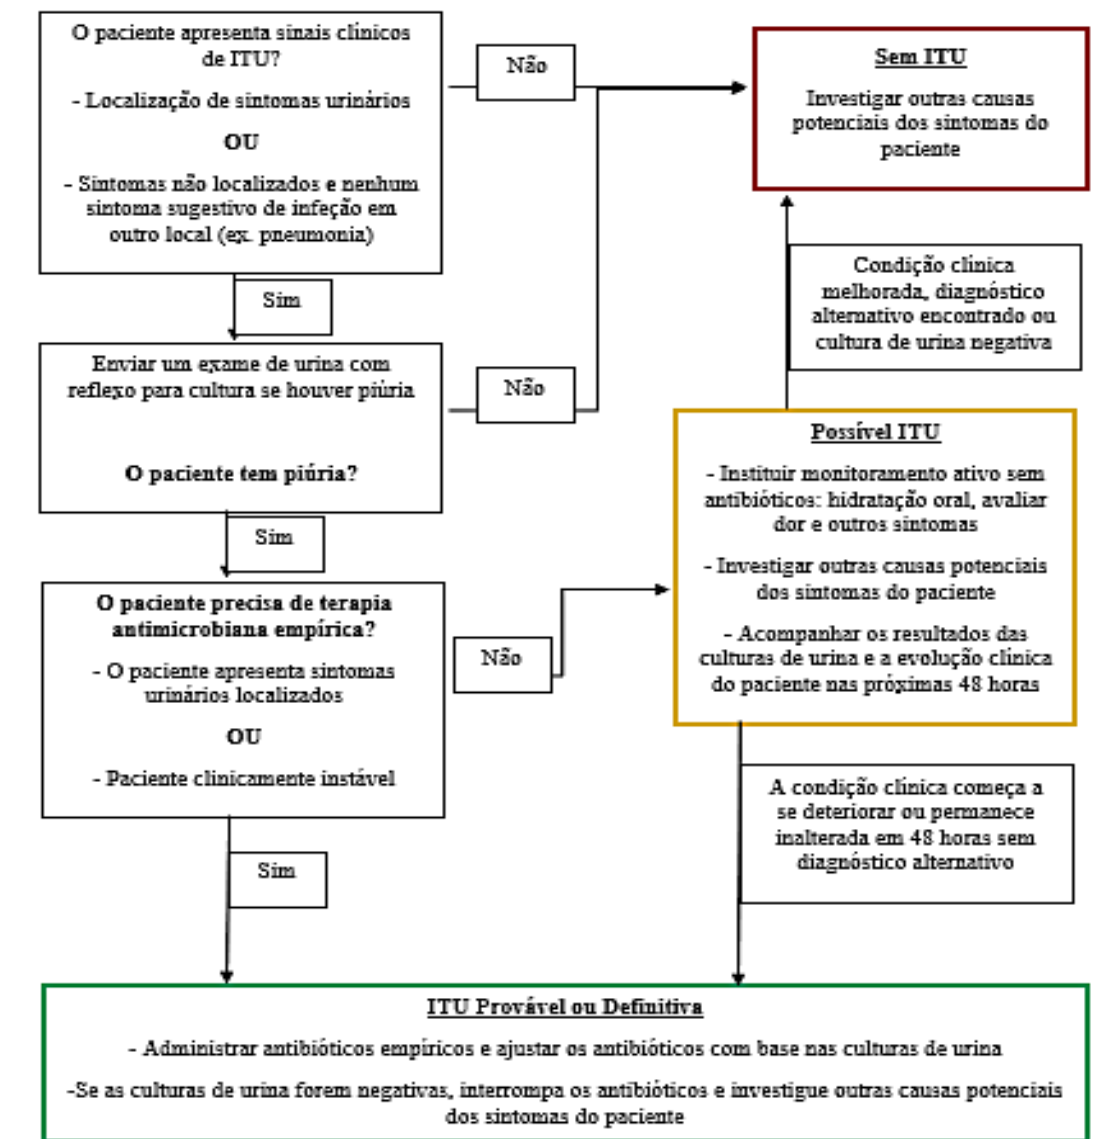 O paciente apresenta sinais clínicos
de ITU?
- Localização de sintomas urinários
OU
- Sintomas não localizados e nenhum
sintoma sugestivo de infeção em
outro local (ex. pneumonia)
Não
Sem ITU
Investigar outras causas
potenciais dos sintomas do
paciente
Sim
Condição clínica
melhorada, diagnóstico
alternativo encontrado ou
cultura de urina negativa
Enviar um exame de urina com
reflexo para cultura se houver piúria
O paciente tem piúria?
Não
Possível ITU
- Instituir monitoramento ativo sem
antibióticos: hidratação oral, avaliar
dor e outros sintomas
- Investigar outras causas potenciais
dos sintomas do paciente
- Acompanhar os resultados das
culturas de urina e a evolução clínica
do paciente nas próximas 48 horas
Sim
O paciente precisa de terapia
antimicrobiana empírica?
- O paciente apresenta sintomas
urinários localizados
OU
- Paciente clinicamente instável
Não
A condição clínica começa a
se deteriorar ou permanece
inalterada em 48 horas sem
diagnóstico alternativo
Sim
ITU Provável ou Definitiva
- Administrar antibióticos empíricos e ajustar os antibióticos com base nas culturas de urina
-Se as culturas de urina forem negativas, interrompa os antibióticos e investigue outras causas potenciais
dos sintomas do paciente